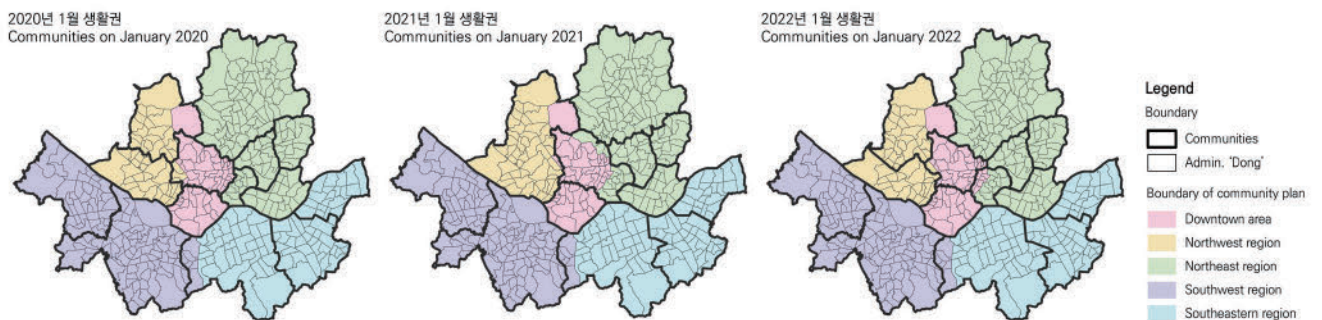 2020년 1월 생활권
Communities on January 2020
2021년 1월 생활권
Communities on January 2021
2022년 1월 생활권
Communities on January 2022
Legend
Boundary
Communities
Admin. 'Dong'
Boundary of community plan
Downtown area
Northwest region
Northeast region
Southwest region
Southeastern region